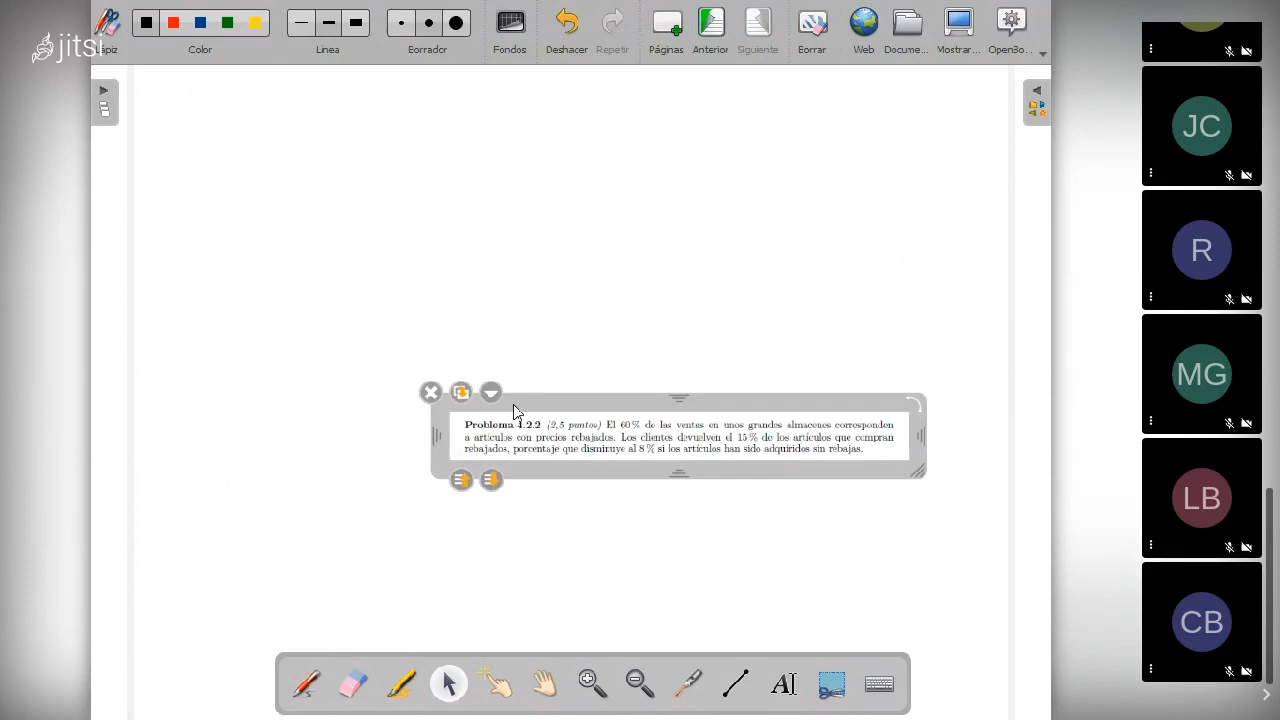 jitsi
Color
Línea
Borrador
Fondos
Deshacer
Repetir
Páginas
Anterior
Siguiente
Borrar
Web
Docume...
Mostrar...
OpenBo...
JC
R
MG
LB
CB
Problema 4.2.2 (2,5 puntos) El 60 % de las ventas en unos grandes almacenes corresponden
a artículos con precios rebajados. Los clientes devuelven el 15 % de los artículos que compran
rebajados, porcentaje que disminuye al 8 % si los artículos han sido adquiridos sin rebajas.